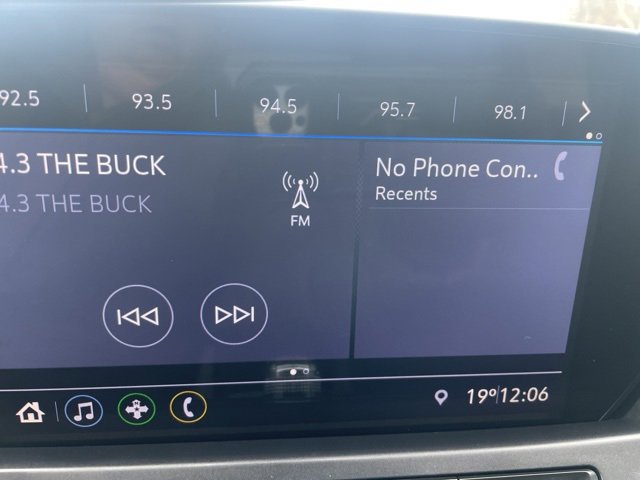 92.5 93.5 94.5 95.7 98.1
4.3 THE BUCK
4.3 THE BUCK
FM
No Phone Con..
Recents
19° 12:06